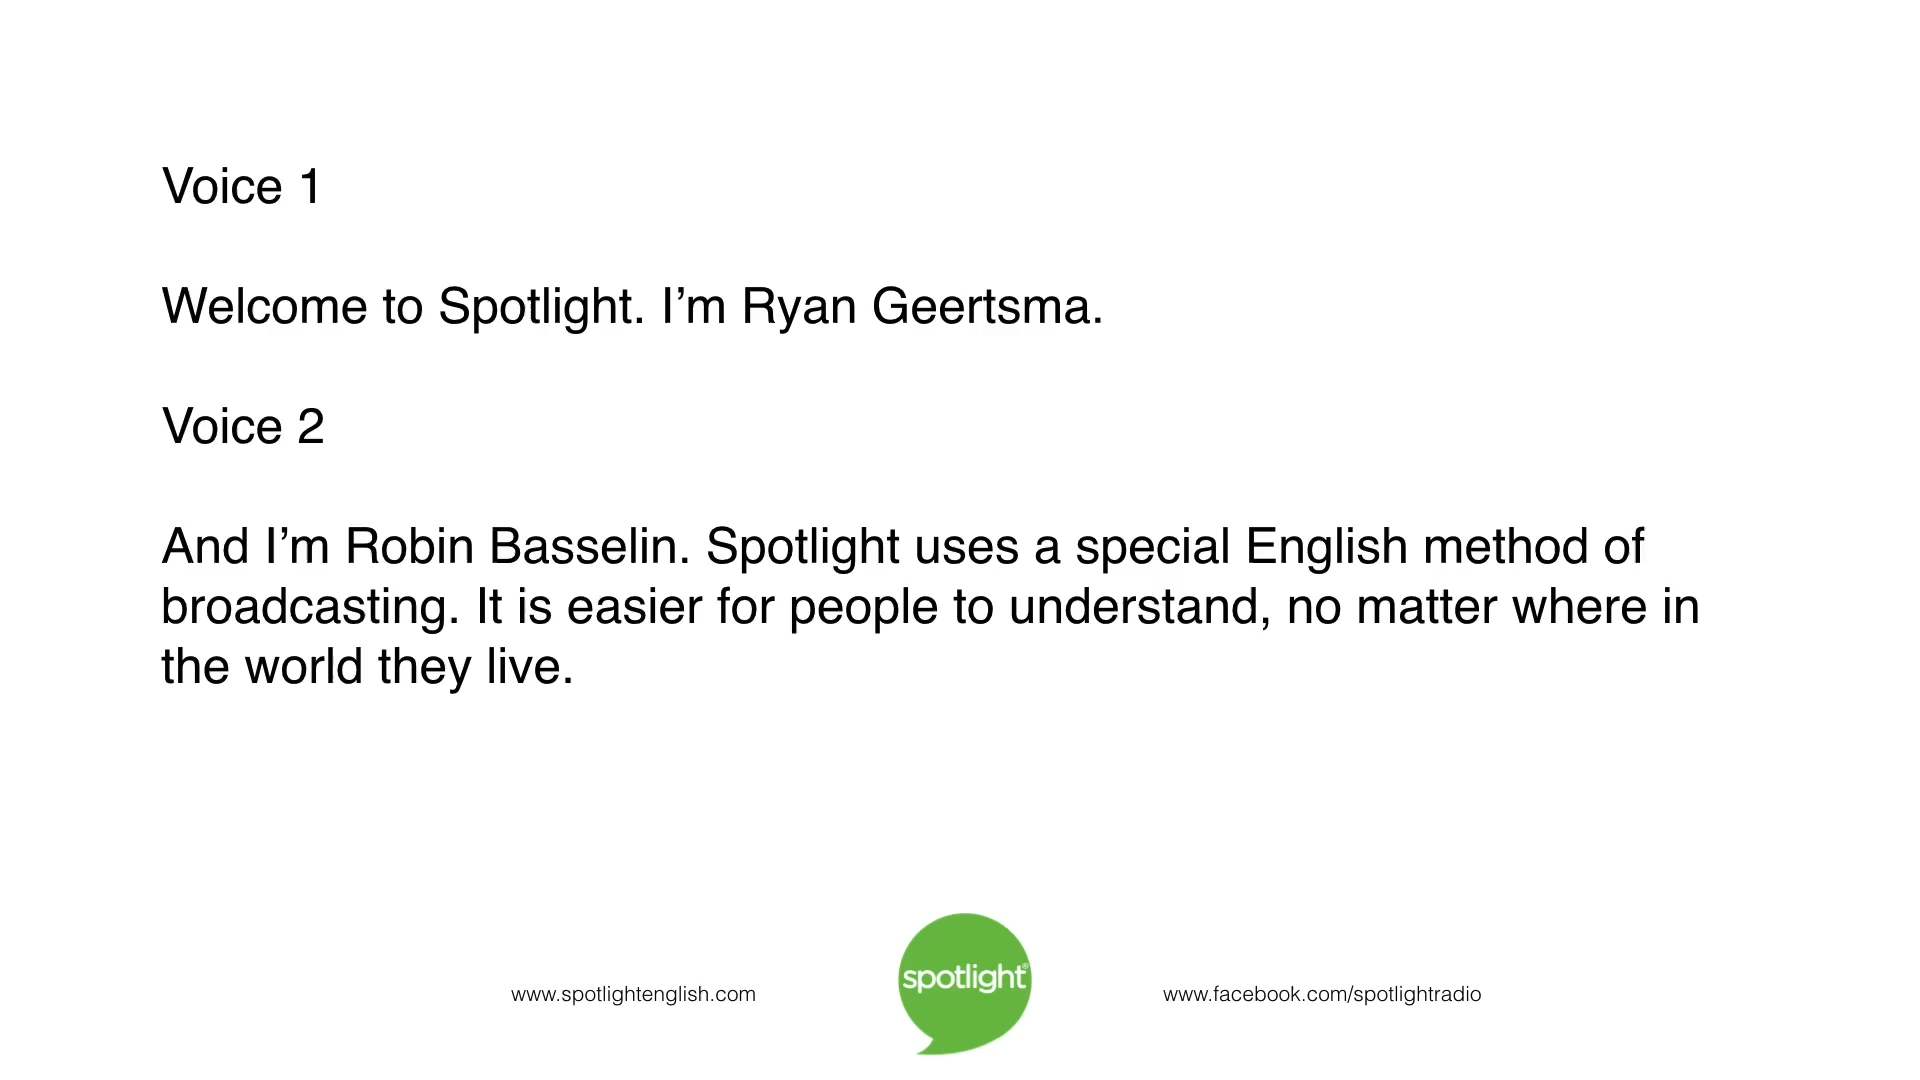 Voice 1
Welcome to Spotlight. I’m Ryan Geertsma.
Voice 2
And I’m Robin Basselin. Spotlight uses a special English method of
broadcasting. It is easier for people to understand, no matter where in
the world they live.
www.spotlightenglish.com
spotlight®
www.facebook.com/spotlightradio